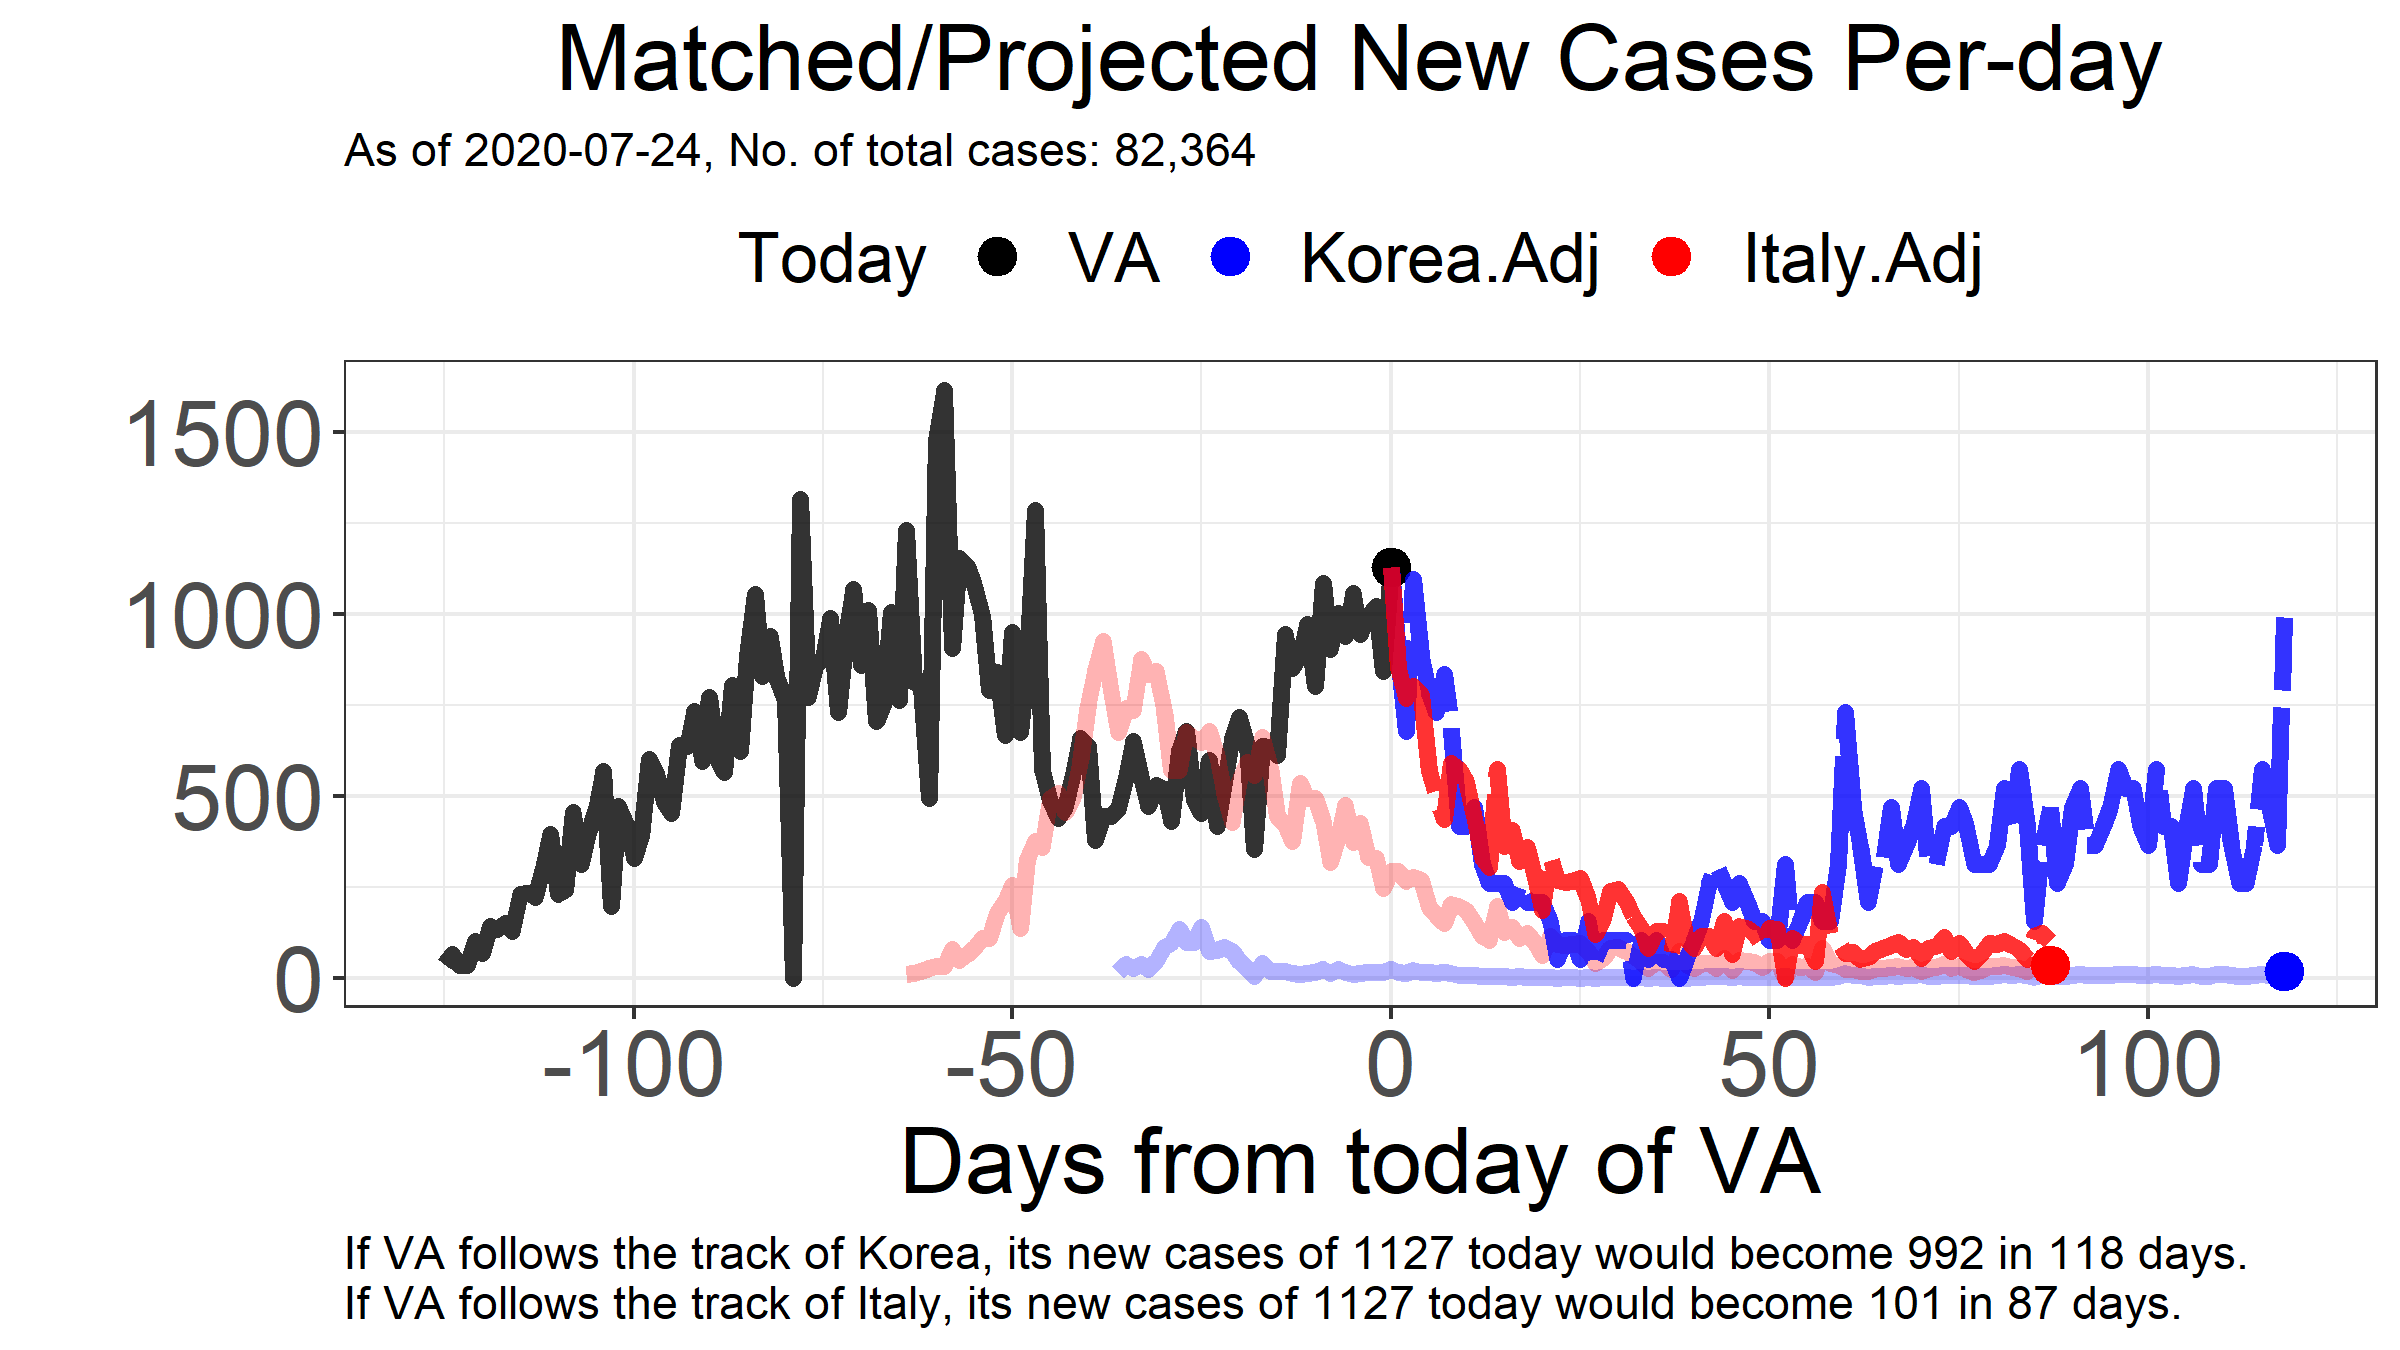 Matched/Projected New Cases Per-day
As of 2020-07-24, No. of total cases: 82,364
Today VA Korea.Adj Italy.Adj
1500
1000
500
0
-100 -50 0 50 100
Days from today of VA
If VA follows the track of Korea, its new cases of 1127 today would become 992 in 118 days.
If VA follows the track of Italy, its new cases of 1127 today would become 101 in 87 days.